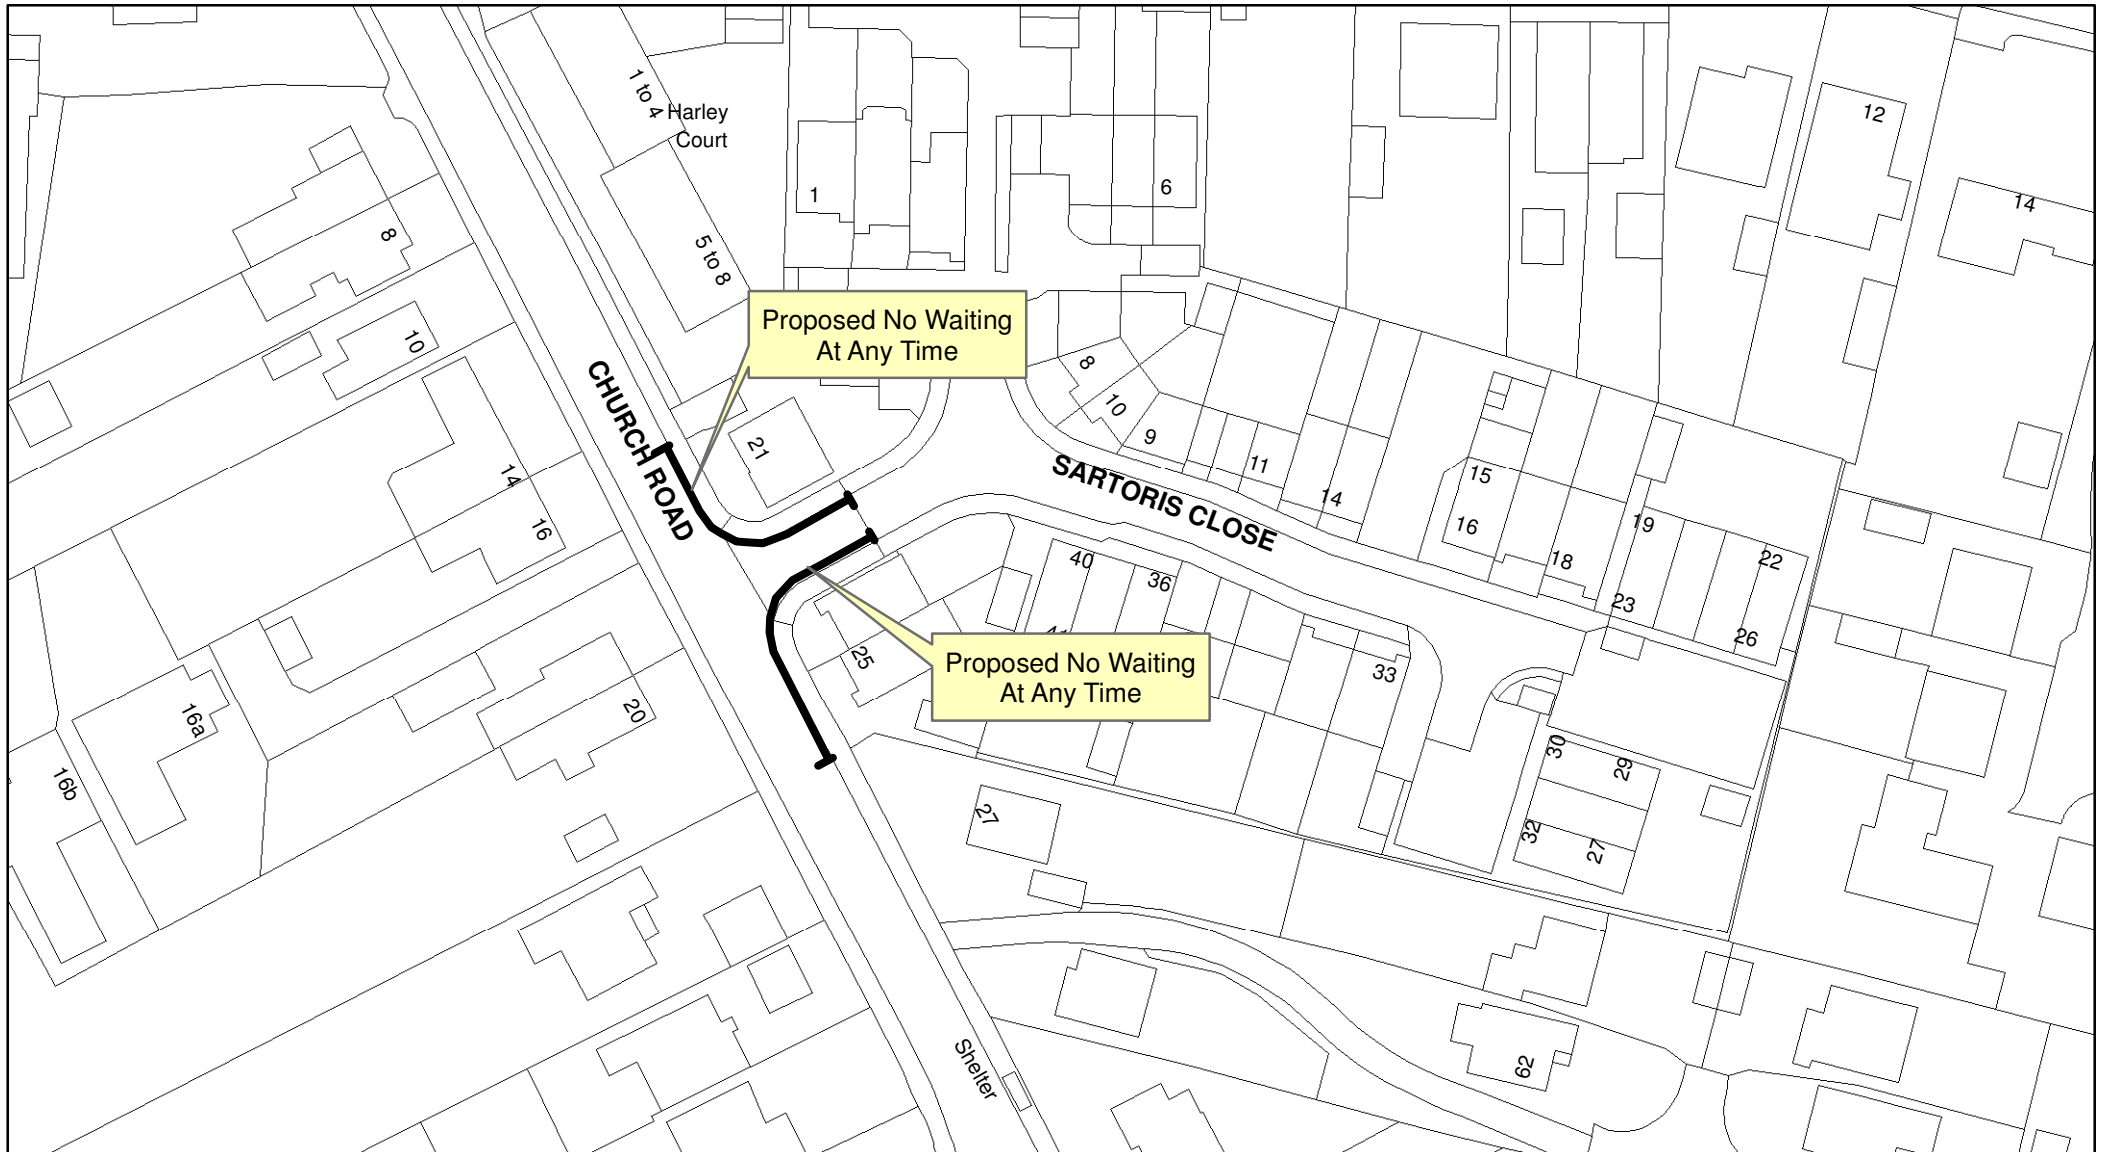 1 to 4
Harley
Court
12
1
6
14
8
5 to 8
Proposed No Waiting
At Any Time
10
CHURCH ROAD
8
10
21
9
11
14
SARTORIS CLOSE
14
16
15
16
19
18
22
23
26
40
36
41
25
Proposed No Waiting
At Any Time
33
16a
20
16b
30
29
27
32
27
Shelter
62